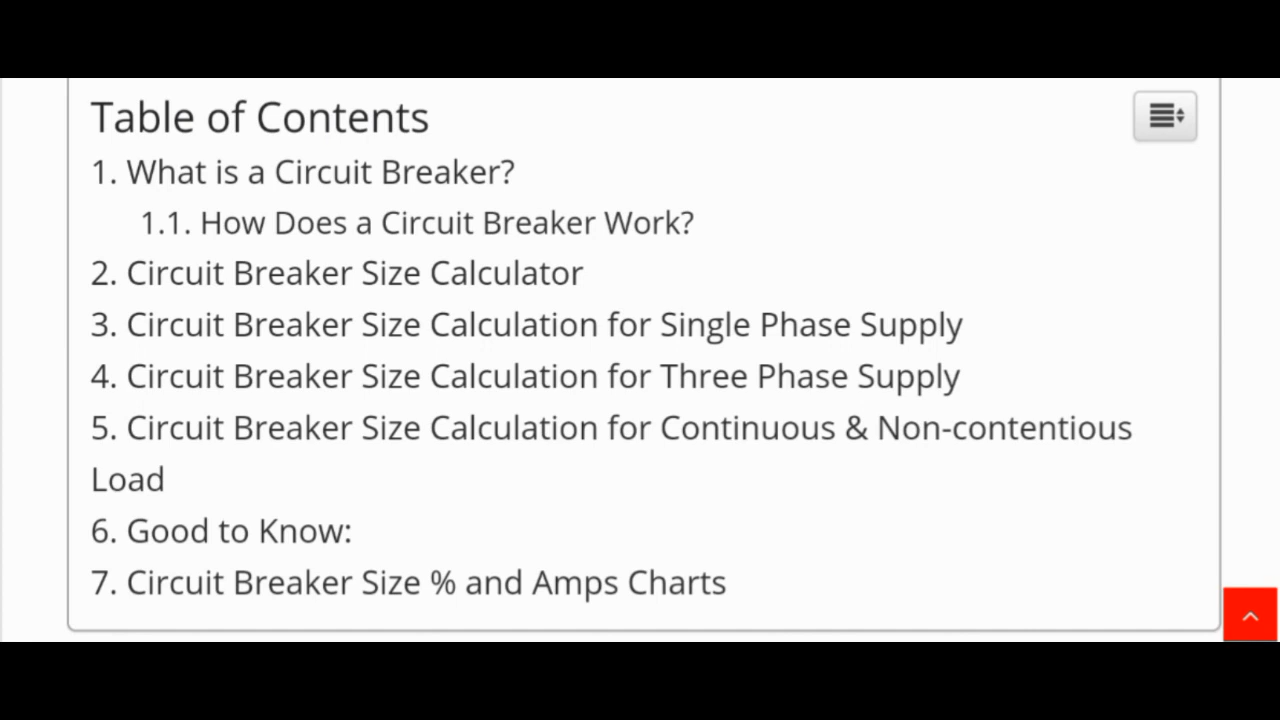 Table of Contents
1. What is a Circuit Breaker?
1.1. How Does a Circuit Breaker Work?
2. Circuit Breaker Size Calculator
3. Circuit Breaker Size Calculation for Single Phase Supply
4. Circuit Breaker Size Calculation for Three Phase Supply
5. Circuit Breaker Size Calculation for Continuous & Non-contentious
Load
6. Good to Know:
7. Circuit Breaker Size % and Amps Charts